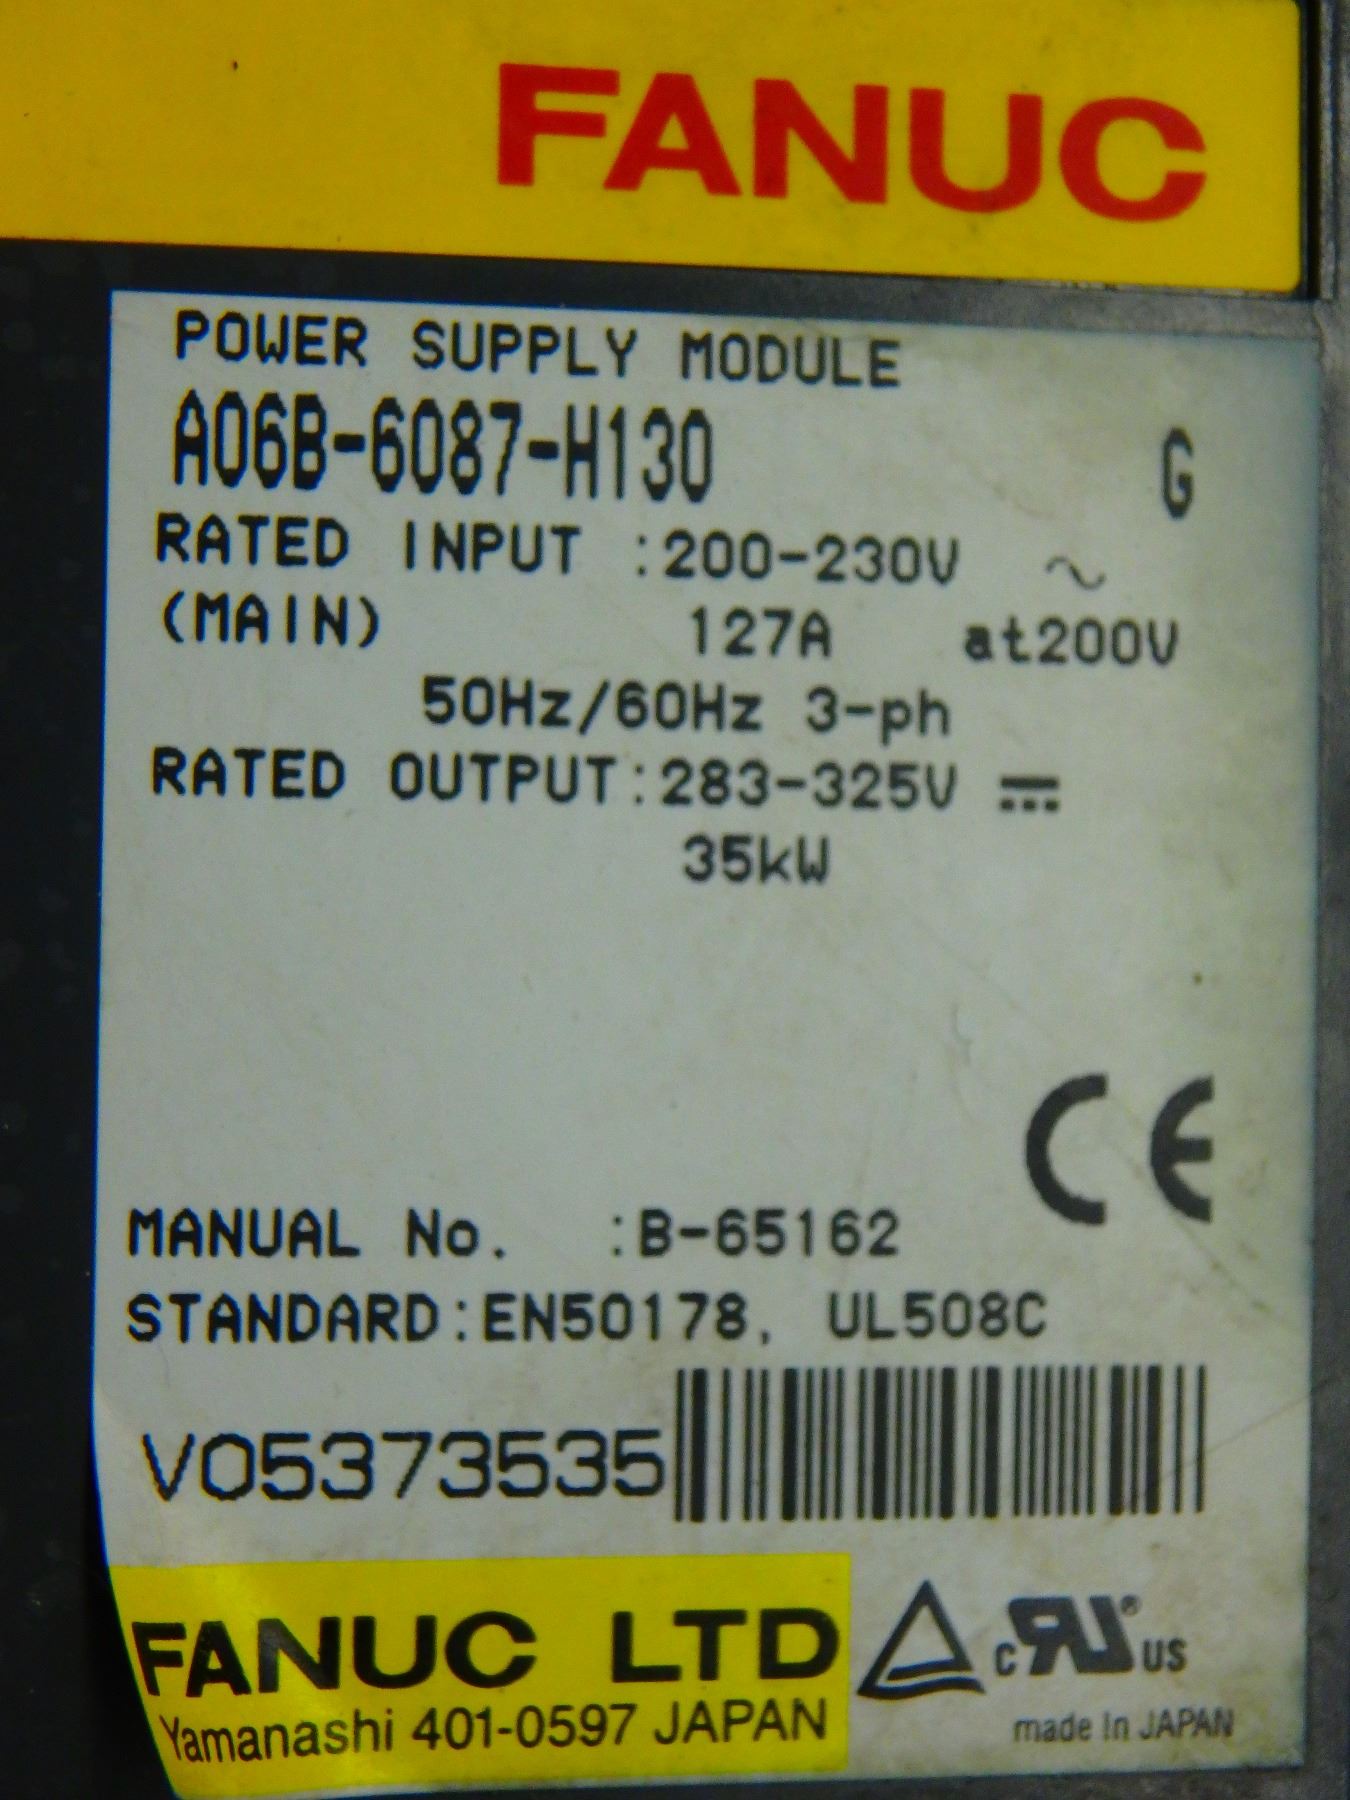 FANUC
POWER SUPPLY MODULE
A06B-6087-H130 G
RATED INPUT :200-230V ~
(MAIN) 127A at200V
50Hz/60Hz 3-ph
RATED OUTPUT:283-325V ⎓
35kW
CE
MANUAL No. :B-65162
STANDARD:EN50178, UL508C
V05373535
FANUC LTD
Yamanashi 401-0597 JAPAN
c RU ® US
made in JAPAN